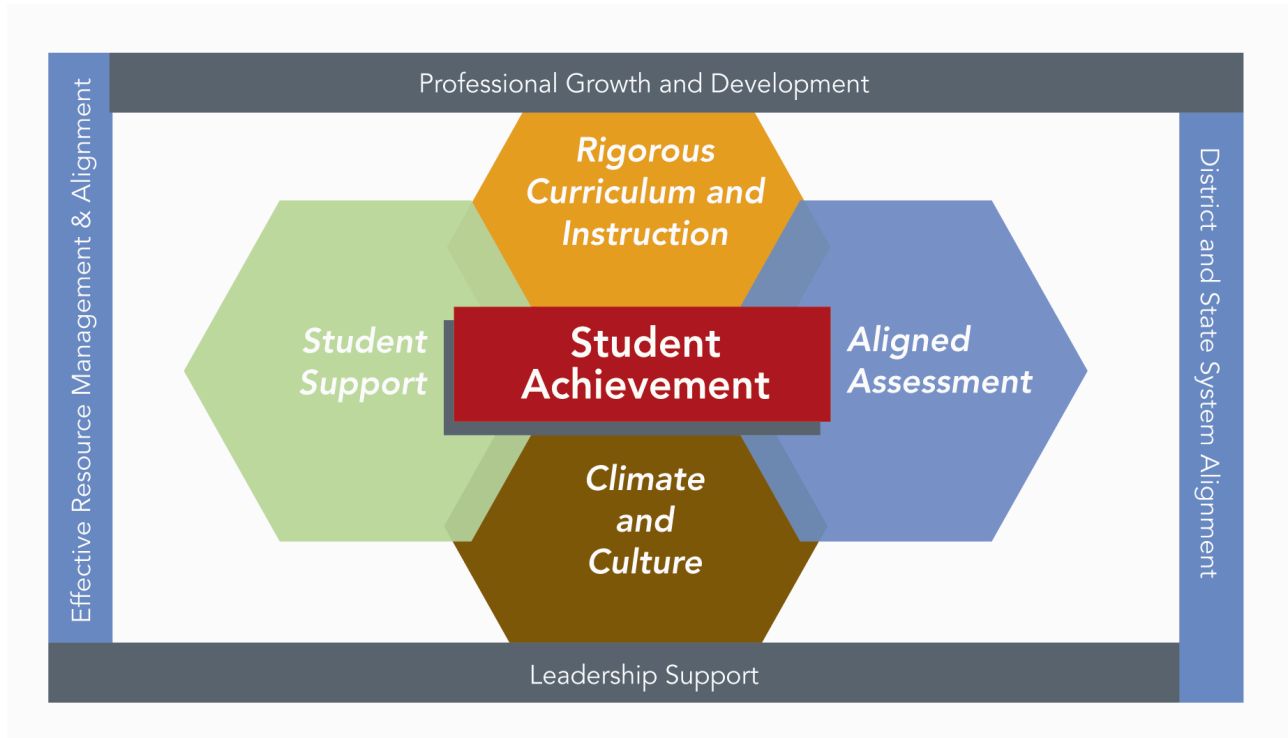 Professional Growth and Development
Effective Resource Management & Alignment
Rigorous
Curriculum and
Instruction
Student
Support
Student
Achievement
Aligned
Assessment
Climate
and
Culture
District and State System Alignment
Leadership Support